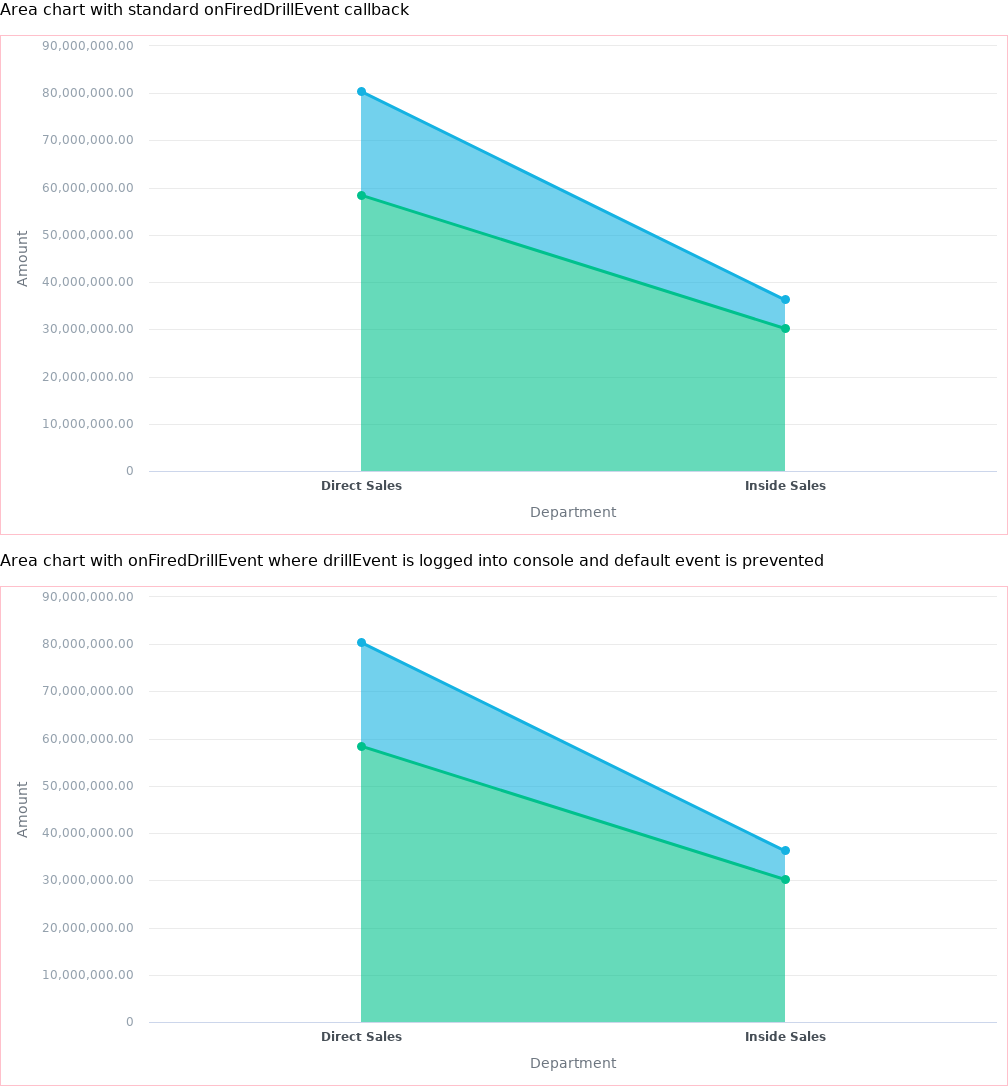 Area chart with standard onFiredDrillEvent callback
90,000,000.00
80,000,000.00
70,000,000.00
60,000,000.00
50,000,000.00
40,000,000.00
30,000,000.00
20,000,000.00
10,000,000.00
0
Amount
Direct Sales
Inside Sales
Department
Area chart with onFiredDrillEvent where drillEvent is logged into console and default event is prevented
90,000,000.00
80,000,000.00
70,000,000.00
60,000,000.00
50,000,000.00
40,000,000.00
30,000,000.00
20,000,000.00
10,000,000.00
0
Amount
Direct Sales
Inside Sales
Department